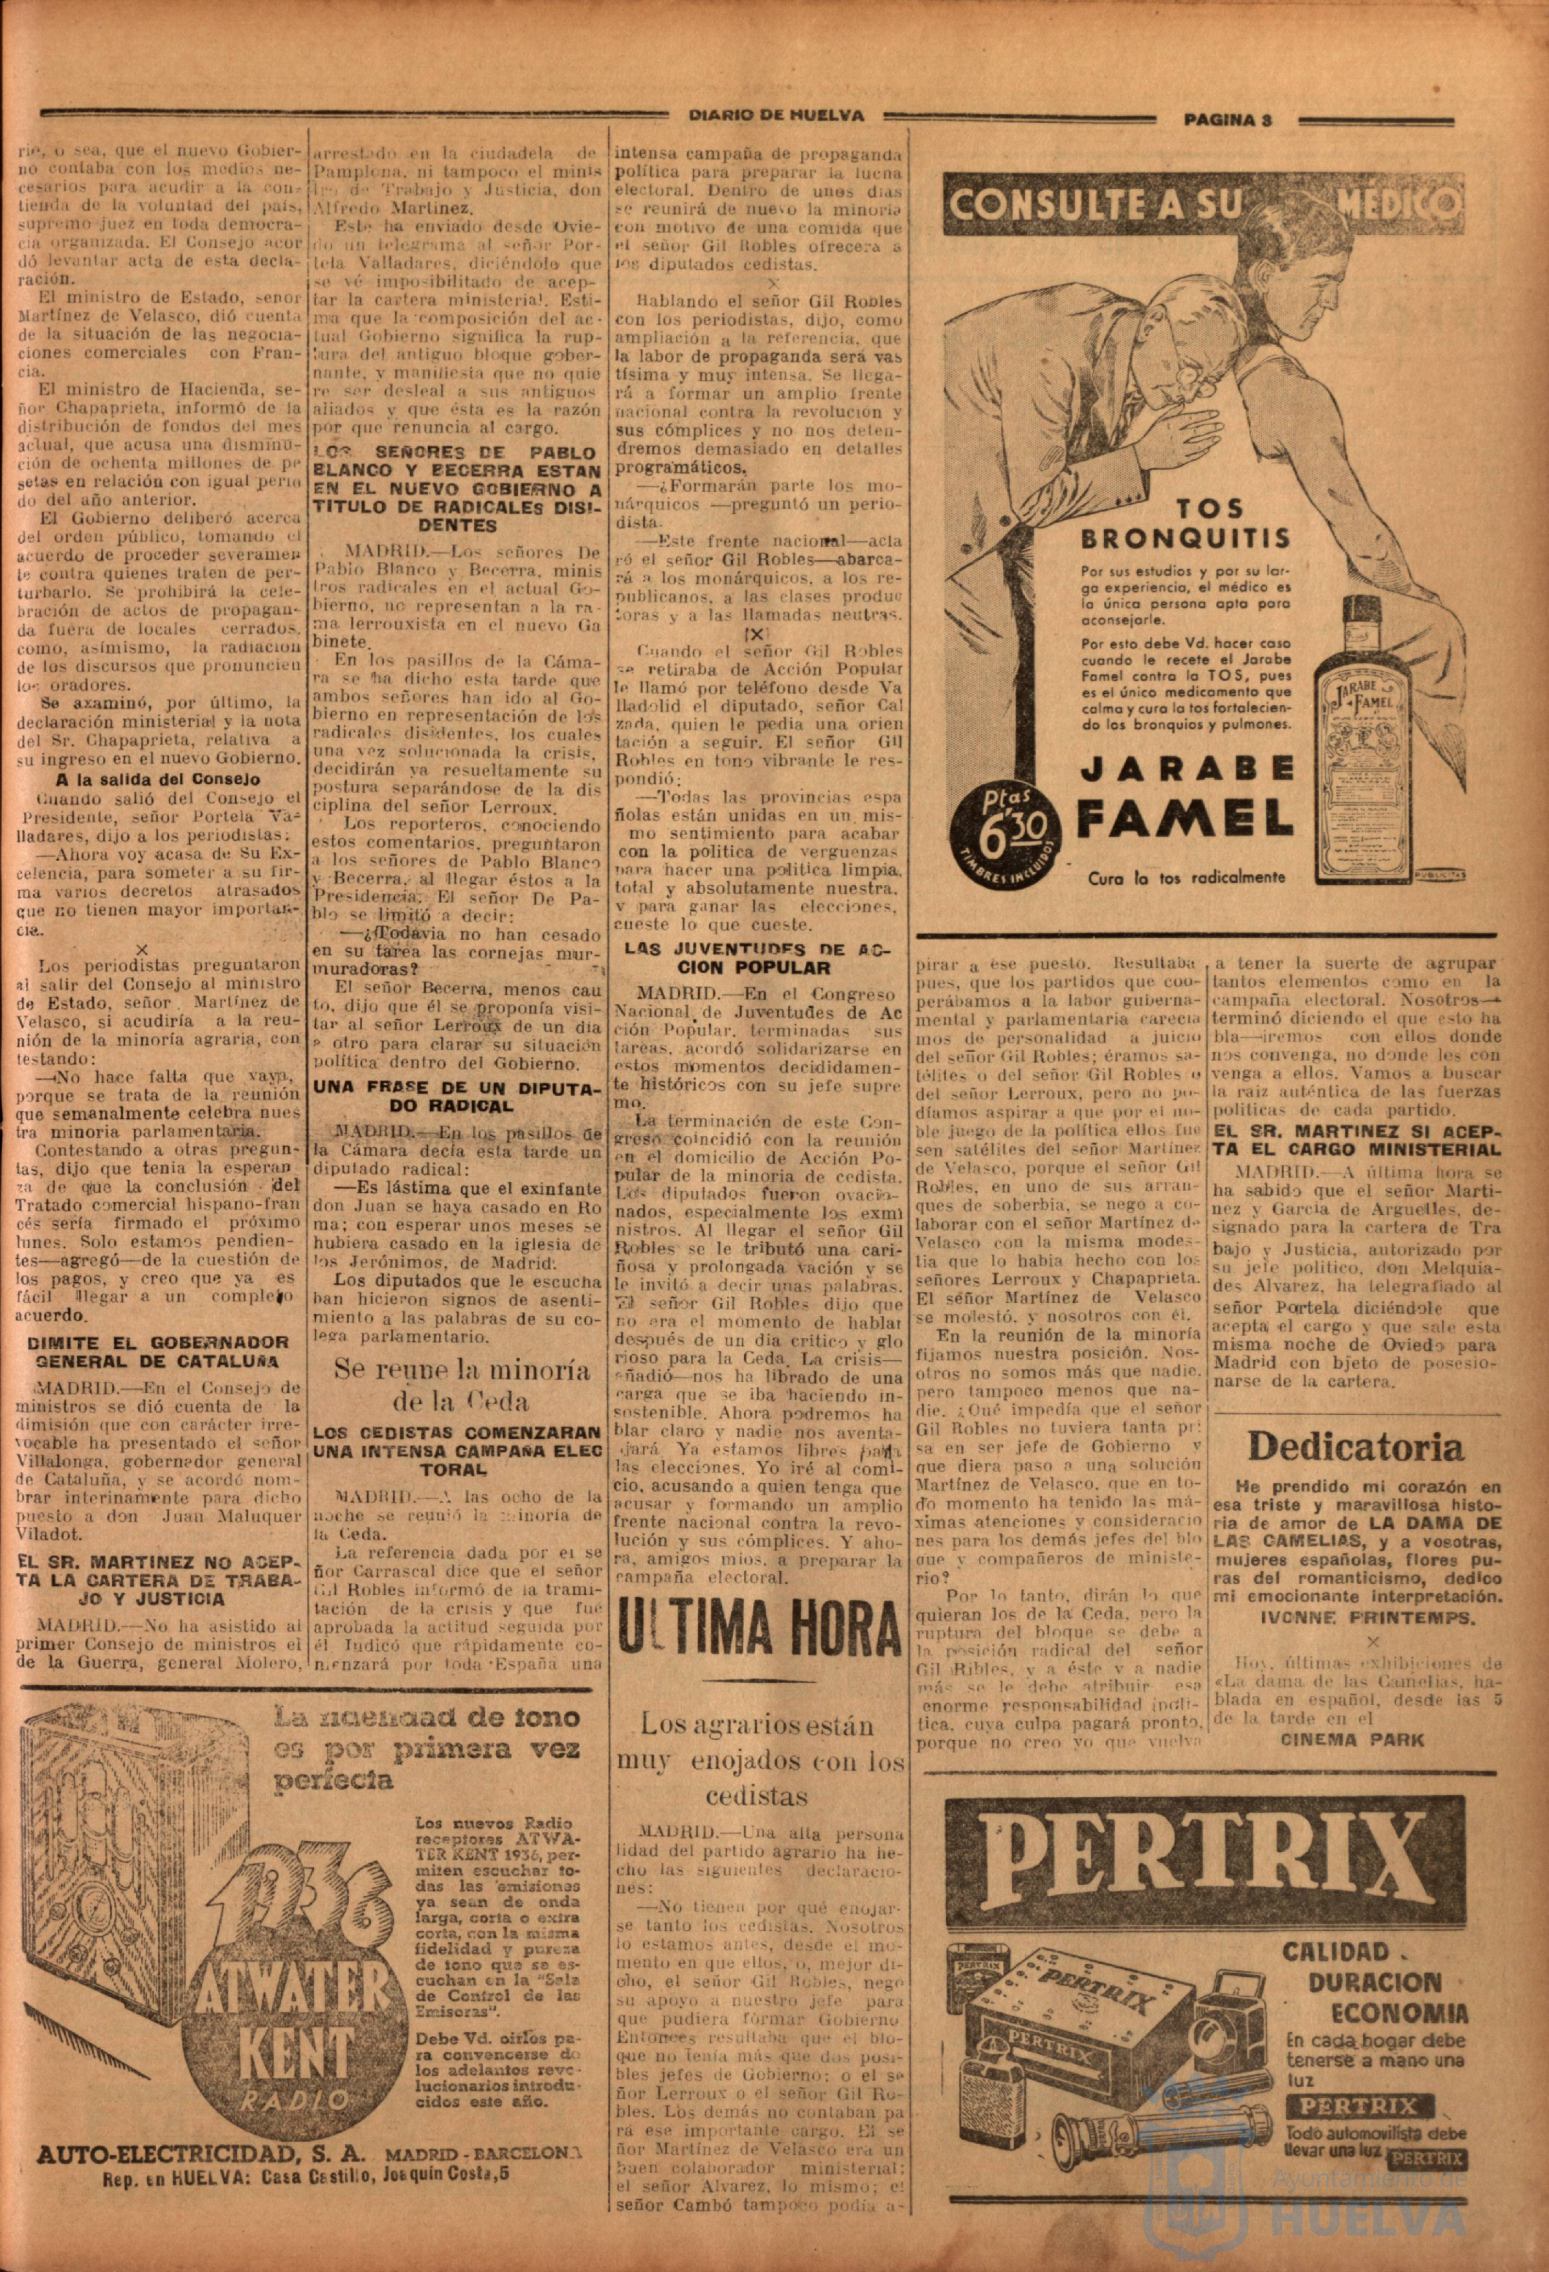 DIARIO DE HUELVA
PAGINA 3
rie, o sea, que el nuevo Gobier-
no contaba con los medios ne-
cesarios para acudir a la con-
tienda de la voluntad del país,
supremo juez en toda democra-
cia organizada. El Consejo acor
dó levantar acta de esta decla-
ración.
El ministro de Estado, senor
Martínez de Velasco, dió cuenta
de la situación de las negocia-
ciones comerciales con Fran-
cia.
El ministro de Hacienda, se-
ñor Chapaprieta, informó de la
distribución de fondos del mes
actual, que acusa una disminu-
ción de ochenta millones de pe
setas en relación con igual perio
do del año anterior.
El Gobierno deliberó acerca
del orden público, tomando el
acuerdo de proceder severamen
te contra quienes traten de per-
turbarlo. Se prohibirá la cele-
bración de actos de propagan-
da fuera de locales cerrados,
como, asimismo, la radiación
de los discursos que pronuncien
los oradores.
Se axaminó, por último, la
declaración ministerial y la nota
del Sr. Chapaprieta, relativa a
su ingreso en el nuevo Gobierno.
A la salida del Consejo
Cuando salió del Consejo el
Presidente, señor Portela Va-
lladares, dijo a los periodistas:
—Ahora voy acasa de Su Ex-
celencia, para someter a su fir-
ma varios decretos atrasados
que no tienen mayor importan-
cia.
X
Los periodistas preguntaron
al salir del Consejo al ministro
de Estado, señor Martínez de
Velasco, si acudiría a la reu-
nión de la minoría agraria, con
testando:
—No hace falta que vaya,
porque se trata de la reunión
que semanalmente celebra nues
tra minoria parlamentaria.
Contestando a otras pregun-
tas, dijo que tenia la esperan
za de que la conclusión del
Tratado comercial hispano-fran
cés sería firmado el próximo
lunes. Solo estamos pendien-
tes—agregó—de la cuestión de
los pagos, y creo que ya es
fácil llegar a un complejo
acuerdo.
DIMITE EL GOBERNADOR
GENERAL DE CATALUÑA
MADRID.—En el Consejo de
ministros se dió cuenta de la
dimisión que con carácter irre-
vocable ha presentado el señor
Villalonga, gobernador general
de Cataluña, y se acordó nom-
brar interinamente para dicho
puesto a don Juan Maluquer
Viladot.
EL SR. MARTINEZ NO ACEP-
TA LA CARTERA DE TRABA-
JO Y JUSTICIA
MADRID.—No ha asistido al
primer Consejo de ministros el
de la Guerra, general Molero,
arrestado en la ciudadela de
Pamplona, ni tampoco el minis
tro de Trabajo y Justicia, don
Alfredo Martinez.
Este ha enviado desde Ovie-
do un telegrama al señor Por-
tela Valladares, diciéndolo que
se vé imposibilitado de acep-
tar la cartera ministerial. Esti-
ma que la composición del ac-
tual Gobierno significa la rup-
tura del antiguo bloque gober-
nante, y manifiesta que no quie
re ser desleal a sus antiguos
aliados y que ésta es la razón
por que renuncia al cargo.
LOS SEÑORES DE PABLO
BLANCO Y BECERRA ESTAN
EN EL NUEVO GOBIERNO A
TITULO DE RADICALES DISI-
DENTES
MADRID.—Los señores De
Pablo Blanco y Becerra, minis
tros radicales en el actual Go-
bierno, no representan a la ra-
ma lerrouxista en el nuevo Ga
binete.
En los pasillos de la Cáma-
ra se ha dicho esta tarde que
ambos señores han ido al Go-
bierno en representación de los
radicales disidentes, los cuales
una vez solucionada la crisis,
decidirán ya resueltamente su
postura separándose de la dis
ciplina del señor Lerroux.
Los reporteros, conociendo
estos comentarios, preguntaron
a los señores de Pablo Blanco
y Becerra, al llegar éstos a la
Presidencia. El señor De Pa-
blo se limitó a decir:
—¿Todavia no han cesado
en su tarea las cornejas mur-
muradoras?
El señor Becerra, menos cau
to, dijo que él se proponía visi-
tar al señor Lerroux de un dia
a otro para clarar su situación
política dentro del Gobierno.
UNA FRASE DE UN DIPUTA-
DO RADICAL
MADRID.—En los pasillos de
la Cámara decía esta tarde un
diputado radical:
—Es lástima que el exinfante
don Juan se haya casado en Ro
ma; con esperar unos meses se
hubiera casado en la iglesia de
los Jerónimos, de Madrid.
Los diputados que le escucha
ban hicieron signos de asenti-
miento a las palabras de su co-
lega parlamentario.
Se reune la minoría
de la Ceda
LOS CEDISTAS COMENZARAN
UNA INTENSA CAMPAÑA ELEC
TORAL
MADRID.—A las ocho de la
noche se reunió la minoría de
la Ceda.
La referencia dada por el se
ñor Carrascal dice que el señor
Gil Robles informó de la trami-
tación de la crisis y que fué
aprobada la actitud seguida por
él Indicó que rápidamente co-
menzará por toda España una
intensa campaña de propaganda
política para preparar la lucha
electoral. Dentro de unos dias
se reunirá de nuevo la minoria
con motivo de una comida que
el señor Gil Robles ofrecera a
los diputados cedistas.
X
Hablando el señor Gil Robles
con los periodistas, dijo, como
ampliación a la referencia, que
la labor de propaganda será vas
tísima y muy intensa. Se llega-
rá a formar un amplio frente
nacional contra la revolución y
sus cómplices y no nos deten-
dremos demasiado en detalles
programáticos.
—¿Formarán parte los mo-
nárquicos —preguntó un perio-
dista.
—Este frente nacional—acla
ró el señor Gil Robles—abarca-
rá a los monárquicos, a los re-
publicanos, a las clases produc
toras y a las llamadas neutras.
X
Cuando el señor Gil Robles
se retiraba de Acción Popular
le llamó por teléfono desde Va
lladolid el diputado, señor Cal
zada, quien le pedia una orien
tación a seguir. El señor Gil
Robles en tono vibrante le res-
pondió:
—Todas las provincias espa
ñolas están unidas en un mis-
mo sentimiento para acabar
con la politica de verguenzas
para hacer una politica limpia,
total y absolutamente nuestra,
y para ganar las elecciones,
cueste lo que cueste.
LAS JUVENTUDES DE AC-
CION POPULAR
MADRID.—En el Congreso
Nacional de Juventudes de Ac
ción Popular, terminadas sus
tareas, acordó solidarizarse en
estos momentos decididamen-
te históricos con su jefe supre
mo.
La terminación de este Con-
greso coincidió con la reunión
en el domicilio de Acción Po-
pular de la minoria de cedista.
Los diputados fueron ovacio-
nados, especialmente los exmi
nistros. Al llegar el señor Gil
Robles se le tributó una cari-
ñosa y prolongada vación y se
le invitó a decir unas palabras.
El señor Gil Robles dijo que
no era el momento de hablar
después de un dia crítico y glo
rioso para la Ceda. La crisis—
añadió—nos ha librado de una
carga que se iba haciendo in-
sostenible. Ahora podremos ha
blar claro y nadie nos aventa-
jará Ya estamos libres para
las elecciones. Yo iré al comi-
cio, acusando a quien tenga que
acusar y formando un amplio
frente nacional contra la revo-
lución y sus cómplices. Y aho-
ra, amigos mios, a preparar la
campaña electoral.
ULTIMA HORA
Los agrarios están
muy enojados con los
cedistas
MADRID.—Una alta persona
lidad del partido agrario ha he-
cho las siguientes declaracio-
nes:
—No tienen por qué enojar-
se tanto los cedistas. Nosotros
lo estamos antes, desde el mo-
mento en que ellos, o, mejor di-
cho, el señor Gil Robles, negó
su apoyo a nuestro jefe para
que pudiera formar Gobierno
Entonces resultaba que el blo-
que no tenía más que dos posi-
bles jefes de Gobierno: o el se
ñor Lerroux o el señor Gil Ro-
bles. Los demás no contaban pa
ra ese importante cargo. El se
ñor Martínez de Velasco era un
buen colaborador ministerial;
el señor Alvarez, lo mismo; el
señor Cambó tampoco podía a-
CONSULTE A SU MÉDICO
TOS
BRONQUITIS
Por sus estudios y por su lar-
ga experiencia, el médico es
la única persona apta para
aconsejarle.
Por esto debe Vd. hacer caso
cuando le recete el Jarabe
Famel contra la TOS, pues
es el único medicamento que
calma y cura la tos fortalecien-
do los bronquios y pulmones.
JARABE
FAMEL
JARABE
FAMEL
Ptas
6'30
TIMBRES INCLUIDOS
Cura la tos radicalmente
PUBLICITAS
pirar a ese puesto. Resultaba
pues, que los partidos que coo-
perábamos a la labor guberna-
mental y parlamentaria carecia
mos de personalidad a juicio
del señor Gil Robles; éramos sa-
télites o del señor Gil Robles o
del señor Lerroux, pero no po-
díamos aspirar a que por el no-
ble juego de la política ellos fue
sen satélites del señor Martínez
de Velasco, porque el señor Gil
Robles, en uno de sus arran-
ques de soberbia, se nego a co-
laborar con el señor Martínez de
Velasco con la misma modes-
tia que lo habia hecho con los
señores Lerroux y Chapaprieta.
El señor Martínez de Velasco
se molestó, y nosotros con él.
En la reunión de la minoría
fijamos nuestra posición. Nos-
otros no somos más que nadie,
pero tampoco menos que na-
die. ¿Qué impedía que el señor
Gil Robles no tuviera tanta pri
sa en ser jefe de Gobierno y
que diera paso a una solución
Martínez de Velasco, que en to-
do momento ha tenido las má-
ximas atenciones y consideracio
nes para los demás jefes del blo
que y compañeros de ministe-
rio?
Por lo tanto, dirán lo que
quieran los de la Ceda, pero la
ruptura del bloque se debe a
la posición radical del señor
Gil Ribles, y a éste y a nadie
más se le debe atribuir esa
enorme responsabilidad polí-
tica, cuya culpa pagará pronto,
porque no creo yo que vuelva
a tener la suerte de agrupar
tantos elementos como en la
campaña electoral. Nosotros—
terminó diciendo el que esto ha
bla—iremos con ellos donde
nos convenga, no donde les con
venga a ellos. Vamos a buscar
la raiz auténtica de las fuerzas
politicas de cada partido.
EL SR. MARTINEZ SI ACEP-
TA EL CARGO MINISTERIAL
MADRID.—A última hora se
ha sabido que el señor Marti-
nez y Garcia de Arguelles, de-
signado para la cartera de Tra
bajo y Justicia, autorizado por
su jefe politico, don Melquia-
des Alvarez, ha telegrafiado al
señor Portela diciéndole que
acepta el cargo y que sale esta
misma noche de Oviedo para
Madrid con bjeto de posesio-
narse de la cartera.
Dedicatoria
He prendido mi corazón en
esa triste y maravillosa histo-
ria de amor de LA DAMA DE
LAS CAMELIAS, y a vosotras,
mujeres españolas, flores pu-
ras del romanticismo, dedico
mi emocionante interpretación.
IVONNE PRINTEMPS.
X
Hoy, últimas exhibiciones de
«La dama de las Camelias, ha-
blada en español, desde las 5
de la tarde en el
CINEMA PARK
La fidelidad de tono
es por primera vez
perfecta
Los nuevos Radio
receptores ATWA-
TER KENT 1936, per-
miten escuchar to-
das las emisiones
ya sean de onda
larga, corta o extra
corta, con la misma
fidelidad y pureza
de tono que se es-
cuchan en la "Sala
de Control de las
Emisoras".
Debe Vd. oirlos pa-
ra convencerse de
los adelantos revo-
lucionarios introdu-
cidos este año.
1936
ATWATER
KENT
RADIO
AUTO-ELECTRICIDAD, S. A. MADRID - BARCELONA
Rep. en HUELVA: Casa Castillo, Joaquín Costa, 5
PERTRIX
PERTRIX
PERTRIX
PERTRIX
CALIDAD
DURACION
ECONOMIA
En cada hogar debe
tenerse a mano una
luz
PERTRIX
Todo automovilista debe
llevar una luz PERTRIX
Ayuntamiento de
HUELVA